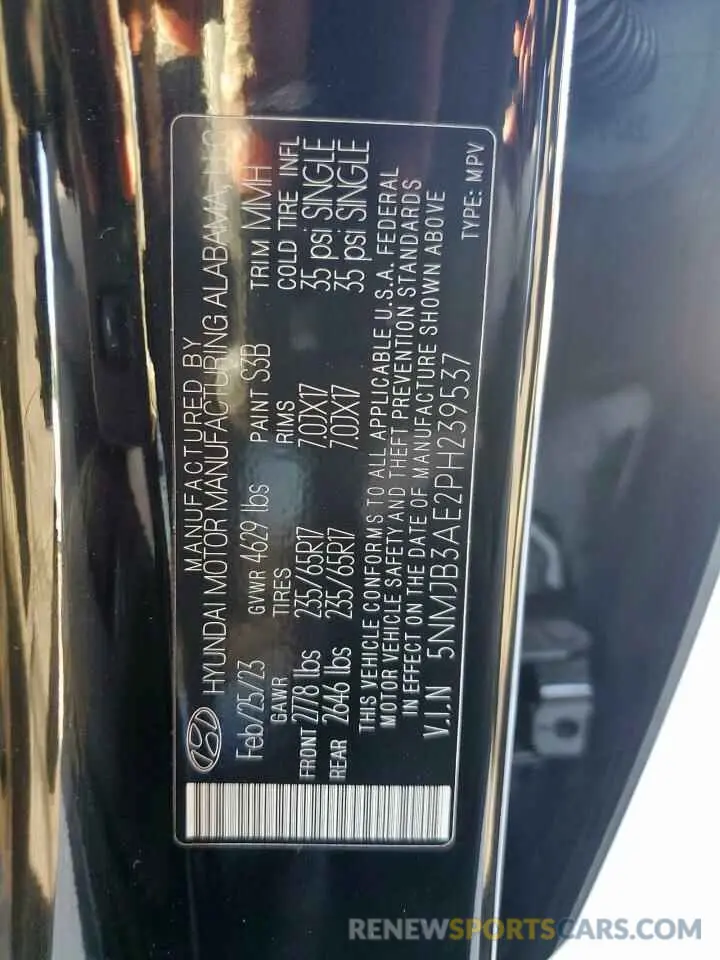 MANUFACTURED BY
HYUNDAI MOTOR MANUFACTURING ALABAMA, LLC
Feb/25/23 GVWR 4629 lbs PAINT S3B TRIM MMH
GAWR TIRES RIMS COLD TIRE INFL
FRONT 2778 lbs 235/65R17 7.0JX17 35 psi SINGLE
REAR 2646 lbs 235/65R17 7.0JX17 35 psi SINGLE
THIS VEHICLE CONFORMS TO ALL APPLICABLE U.S.A. FEDERAL
MOTOR VEHICLE SAFETY AND THEFT PREVENTION STANDARDS
IN EFFECT ON THE DATE OF MANUFACTURE SHOWN ABOVE
V.I.N 5NMJB3AE2PH239537
TYPE: MPV
RENEWSPORTSCARS.COM